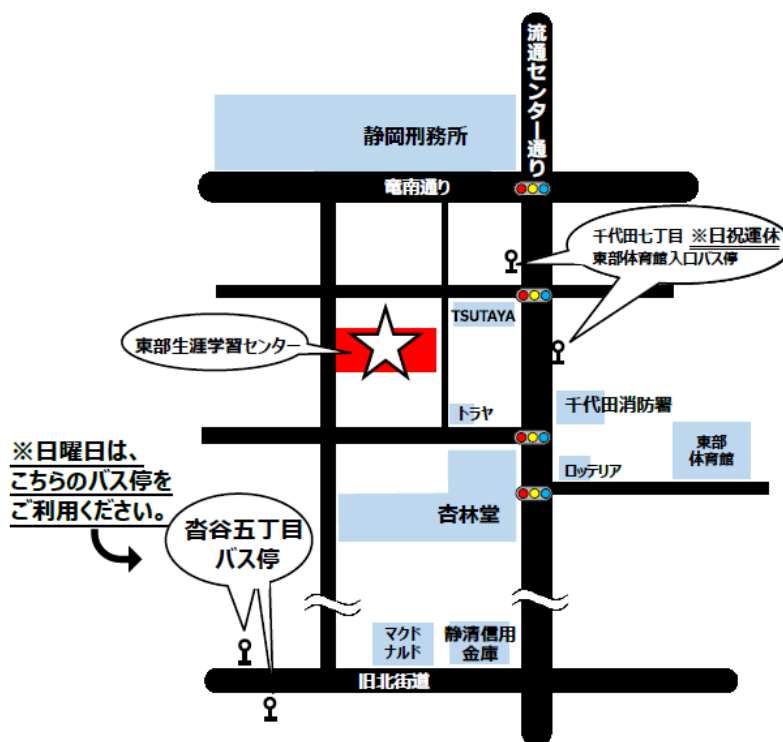 流通センター通り
静岡刑務所
竜南通り
千代田七丁目 ※日祝運休
東部体育館入口バス停
TSUTAYA
東部生涯学習センター
トラヤ
千代田消防署
東部
体育館
ロッテリア
※日曜日は、
こちらのバス停を
ご利用ください。
杏林堂
沓谷五丁目
バス停
マクド
ナルド
静清信用
金庫
旧北街道